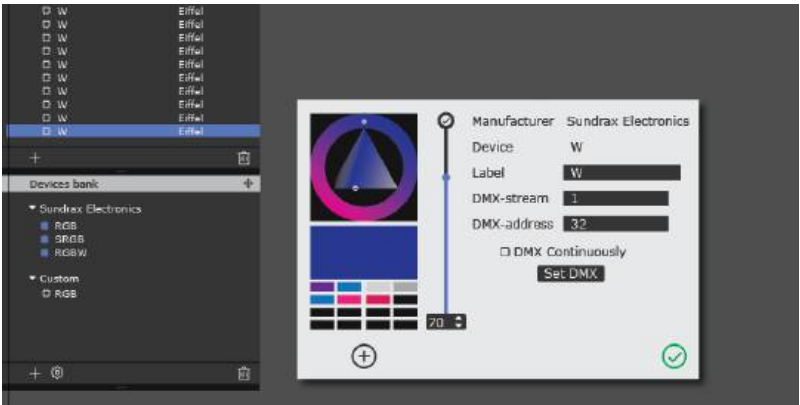 W Eiffel
W Eiffel
W Eiffel
W Eiffel
W Eiffel
W Eiffel
W Eiffel
W Eiffel
W Eiffel
W Eiffel
+
Devices bank
Sundrax Electronics
RGB
SRGB
RGBW
Custom
RGB
+
Manufacturer Sundrax Electronics
Device W
Label W
DMX-stream 1
DMX-address 32
DMX Continuously
Set DMX
70